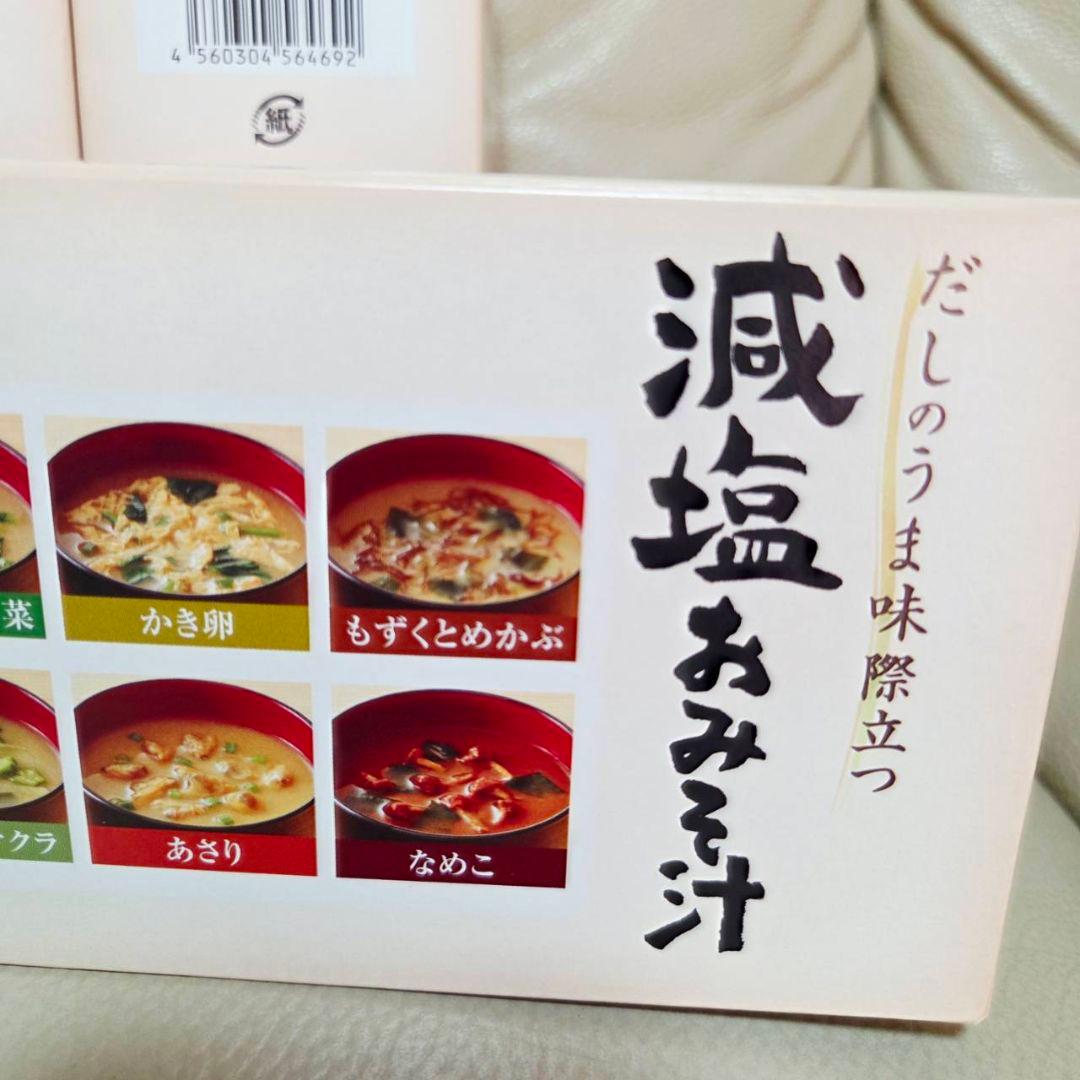 4 560304 564692
紙
だしのうま味際立つ
減塩おみそ汁
菜
かき卵
もずくとめかぶ
クラ
あさり
なめこ